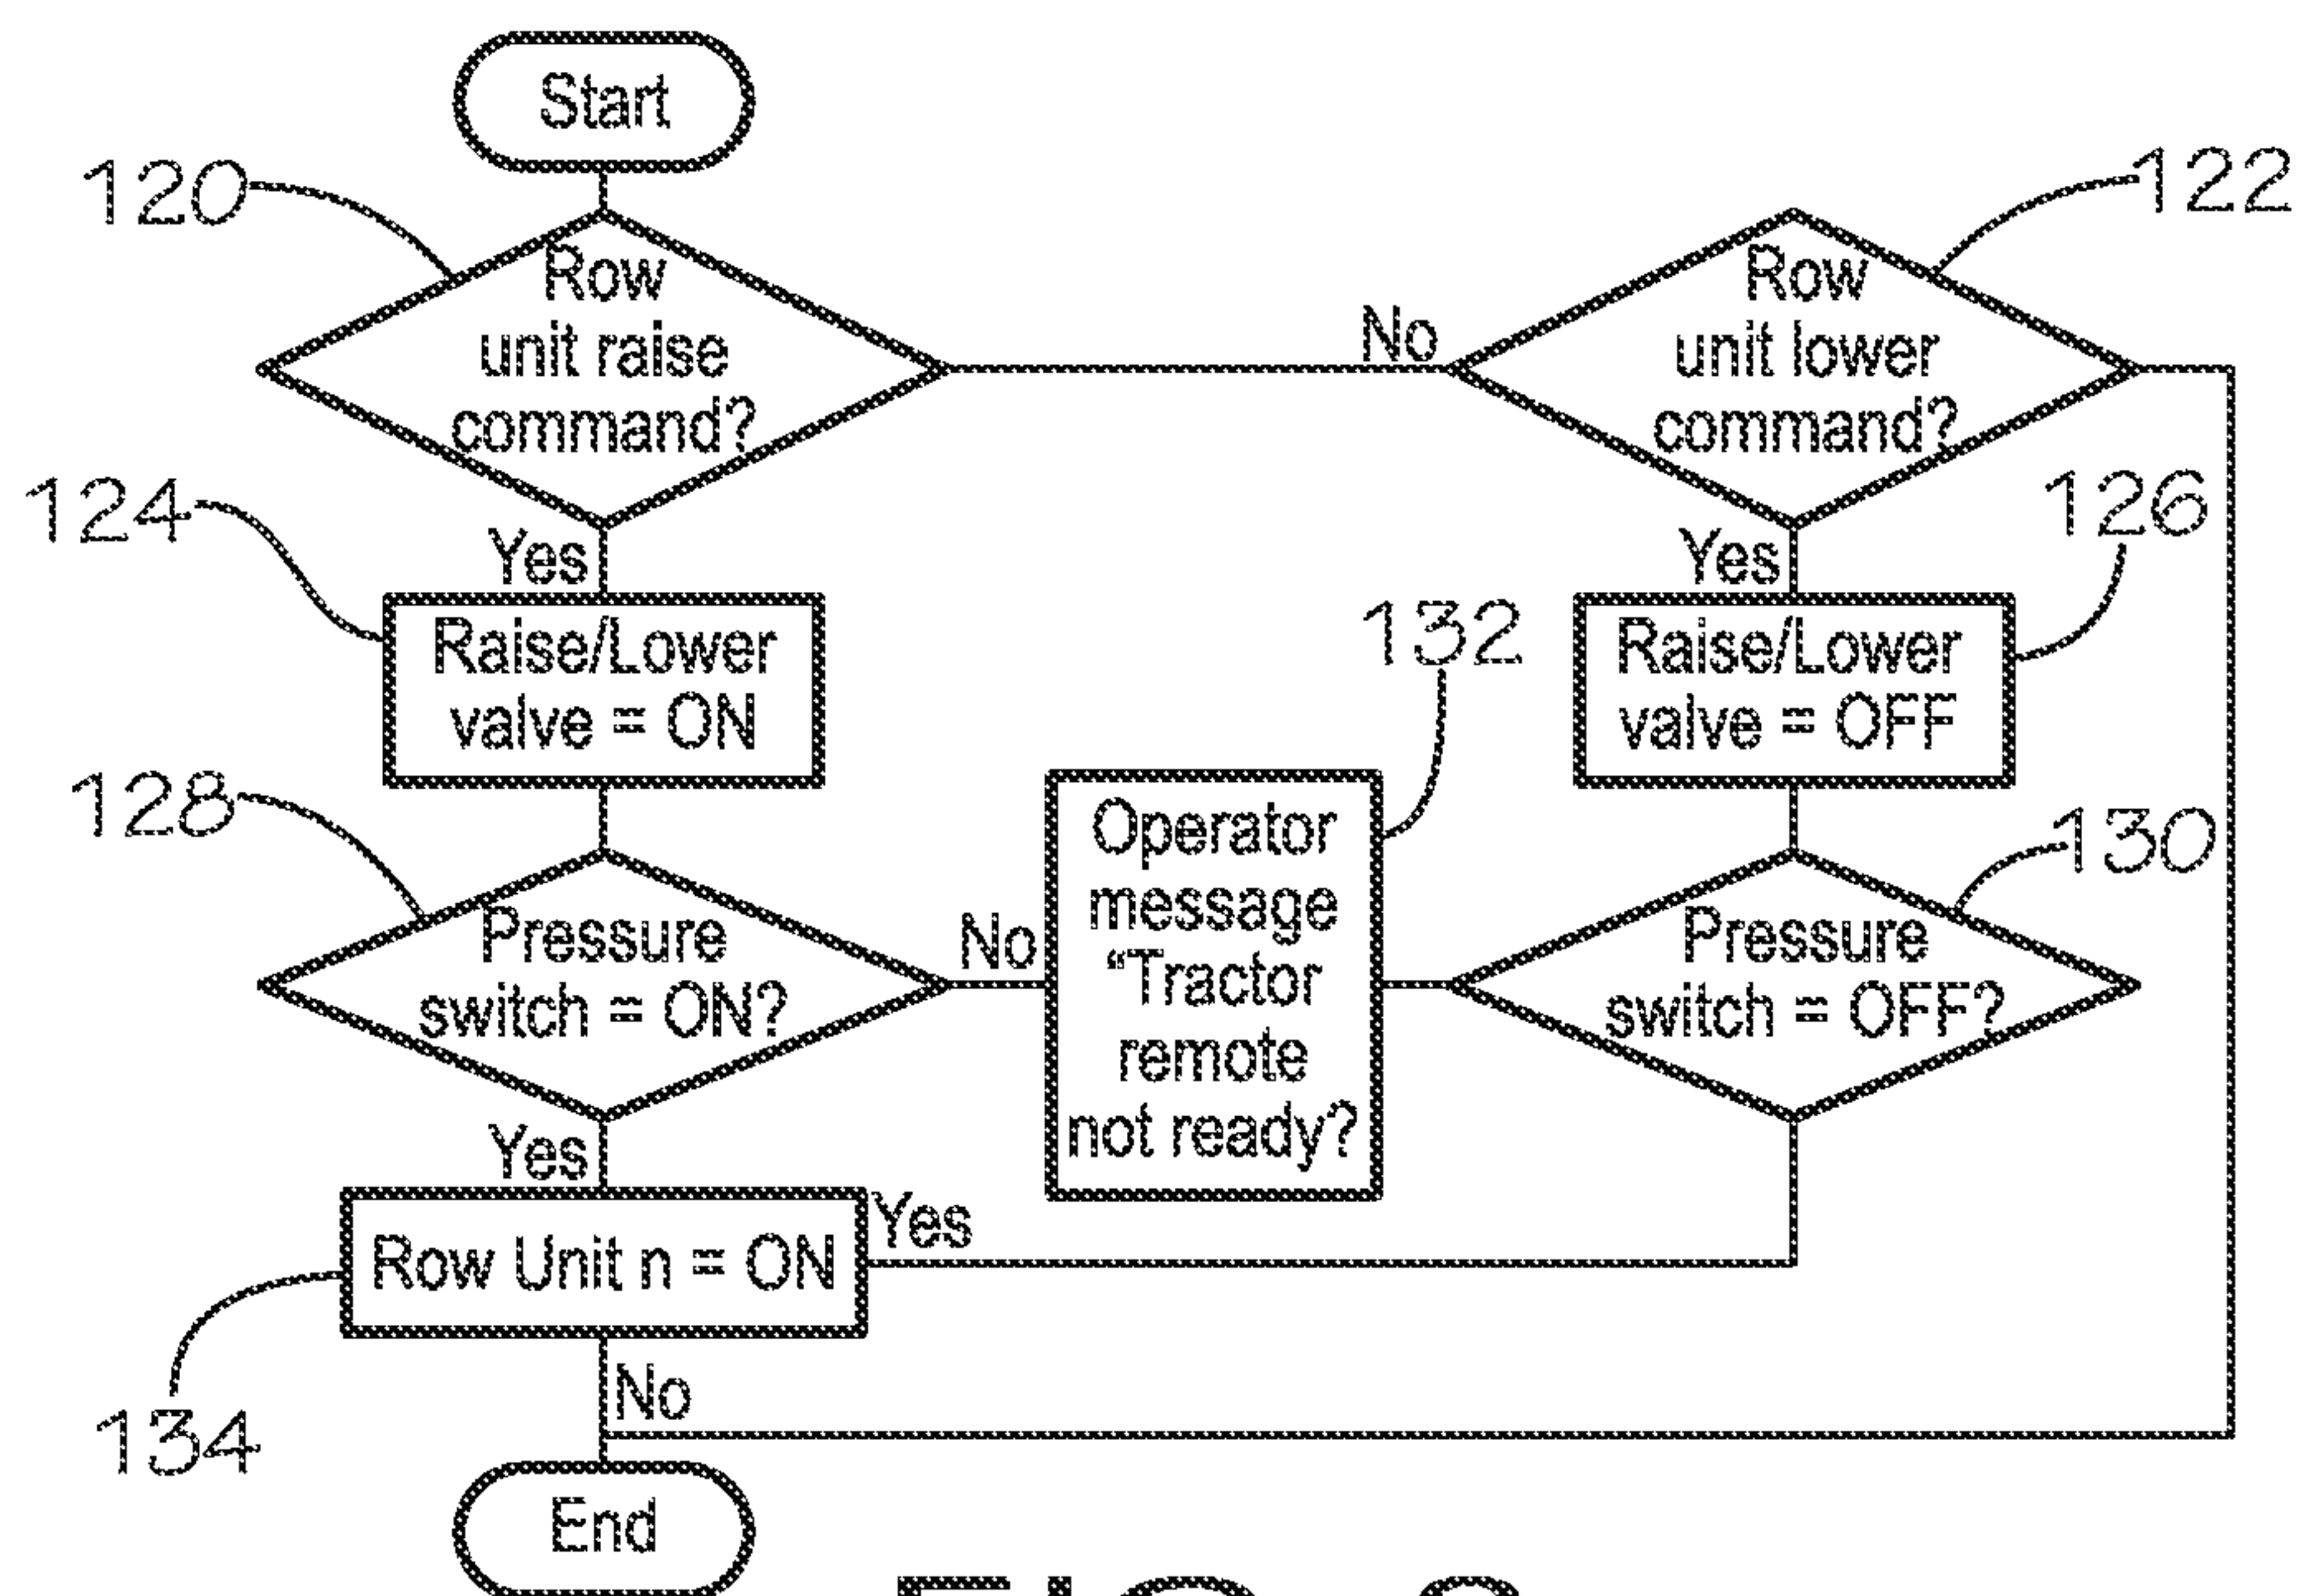 Start
120
Row
unit raise
command?
No
Row
unit lower
command?
122
124
Yes
Raise/Lower
valve = ON
Yes
Raise/Lower
valve = OFF
126
128
Pressure
switch = ON?
No
132
Operator
message
“Tractor
remote
not ready?
130
Pressure
switch = OFF?
Yes
Row Unit n = ON
Yes
134
No
End